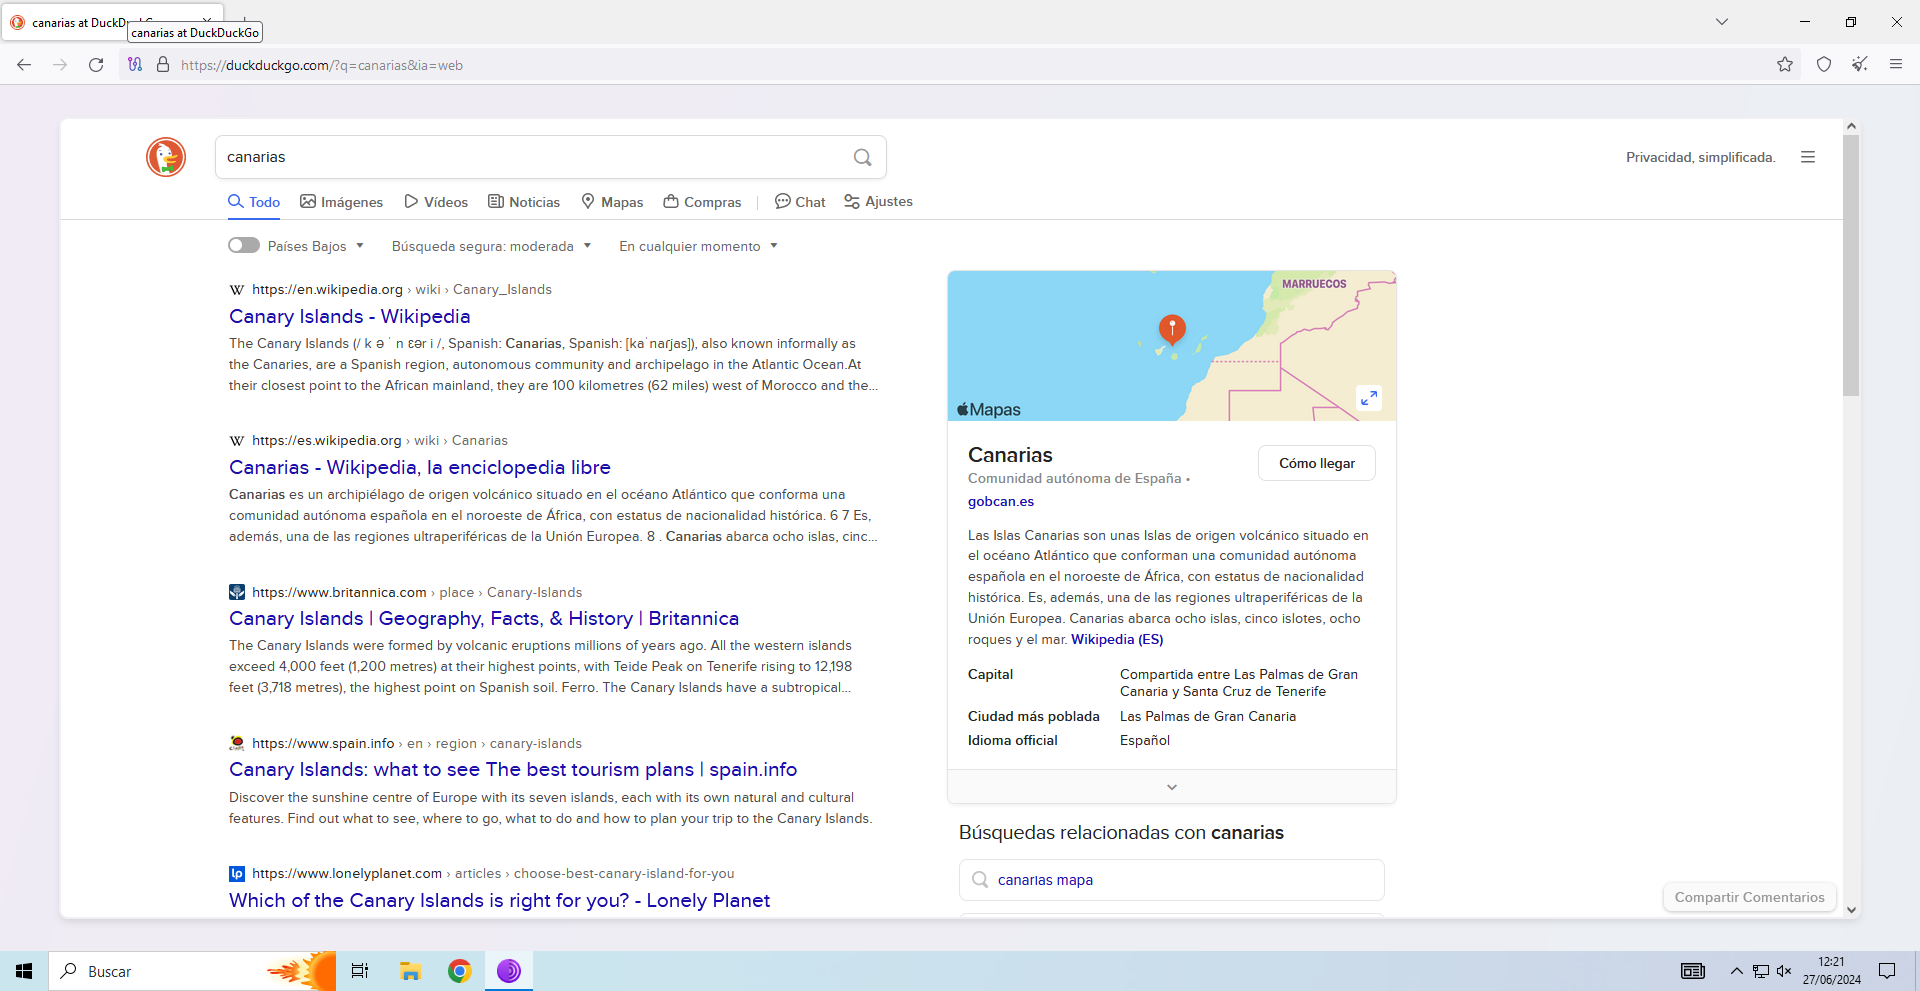 canarias at DuckDuckGo
https://duckduckgo.com/?q=canarias&ia=web
canarias
Privacidad, simplificada.
Todo
Imágenes
Vídeos
Noticias
Mapas
Compras
Chat
Ajustes
Países Bajos
Búsqueda segura: moderada
En cualquier momento
https://en.wikipedia.org › wiki › Canary_Islands
Canary Islands - Wikipedia
The Canary Islands (/ k ə ˈ n ɛər i /, Spanish: Canarias, Spanish: [kaˈnaɾjas]), also known informally as
the Canaries, are a Spanish region, autonomous community and archipelago in the Atlantic Ocean.At
their closest point to the African mainland, they are 100 kilometres (62 miles) west of Morocco and the...
https://es.wikipedia.org › wiki › Canarias
Canarias - Wikipedia, la enciclopedia libre
Canarias es un archipiélago de origen volcánico situado en el océano Atlántico que conforma una
comunidad autónoma española en el noroeste de África, con estatus de nacionalidad histórica. 6 7 Es,
además, una de las regiones ultraperiféricas de la Unión Europea. 8 . Canarias abarca ocho islas, cinc...
https://www.britannica.com › place › Canary-Islands
Canary Islands | Geography, Facts, & History | Britannica
The Canary Islands were formed by volcanic eruptions millions of years ago. All the western islands
exceed 4,000 feet (1,200 metres) at their highest points, with Teide Peak on Tenerife rising to 12,198
feet (3,718 metres), the highest point on Spanish soil. Ferro. The Canary Islands have a subtropical...
https://www.spain.info › en › region › canary-islands
Canary Islands: what to see The best tourism plans | spain.info
Discover the sunshine centre of Europe with its seven islands, each with its own natural and cultural
features. Find out what to see, where to go, what to do and how to plan your trip to the Canary Islands.
lp https://www.lonelyplanet.com › articles › choose-best-canary-island-for-you
Which of the Canary Islands is right for you? - Lonely Planet
MARRUECOS
Mapas
Canarias
Cómo llegar
Comunidad autónoma de España •
gobcan.es
Las Islas Canarias son unas Islas de origen volcánico situado en
el océano Atlántico que conforman una comunidad autónoma
española en el noroeste de África, con estatus de nacionalidad
histórica. Es, además, una de las regiones ultraperiféricas de la
Unión Europea. Canarias abarca ocho islas, cinco islotes, ocho
roques y el mar. Wikipedia (ES)
Capital
Compartida entre Las Palmas de Gran
Canaria y Santa Cruz de Tenerife
Ciudad más poblada
Las Palmas de Gran Canaria
Idioma oficial
Español
Búsquedas relacionadas con canarias
canarias mapa
Compartir Comentarios
Buscar
12:21
27/06/2024